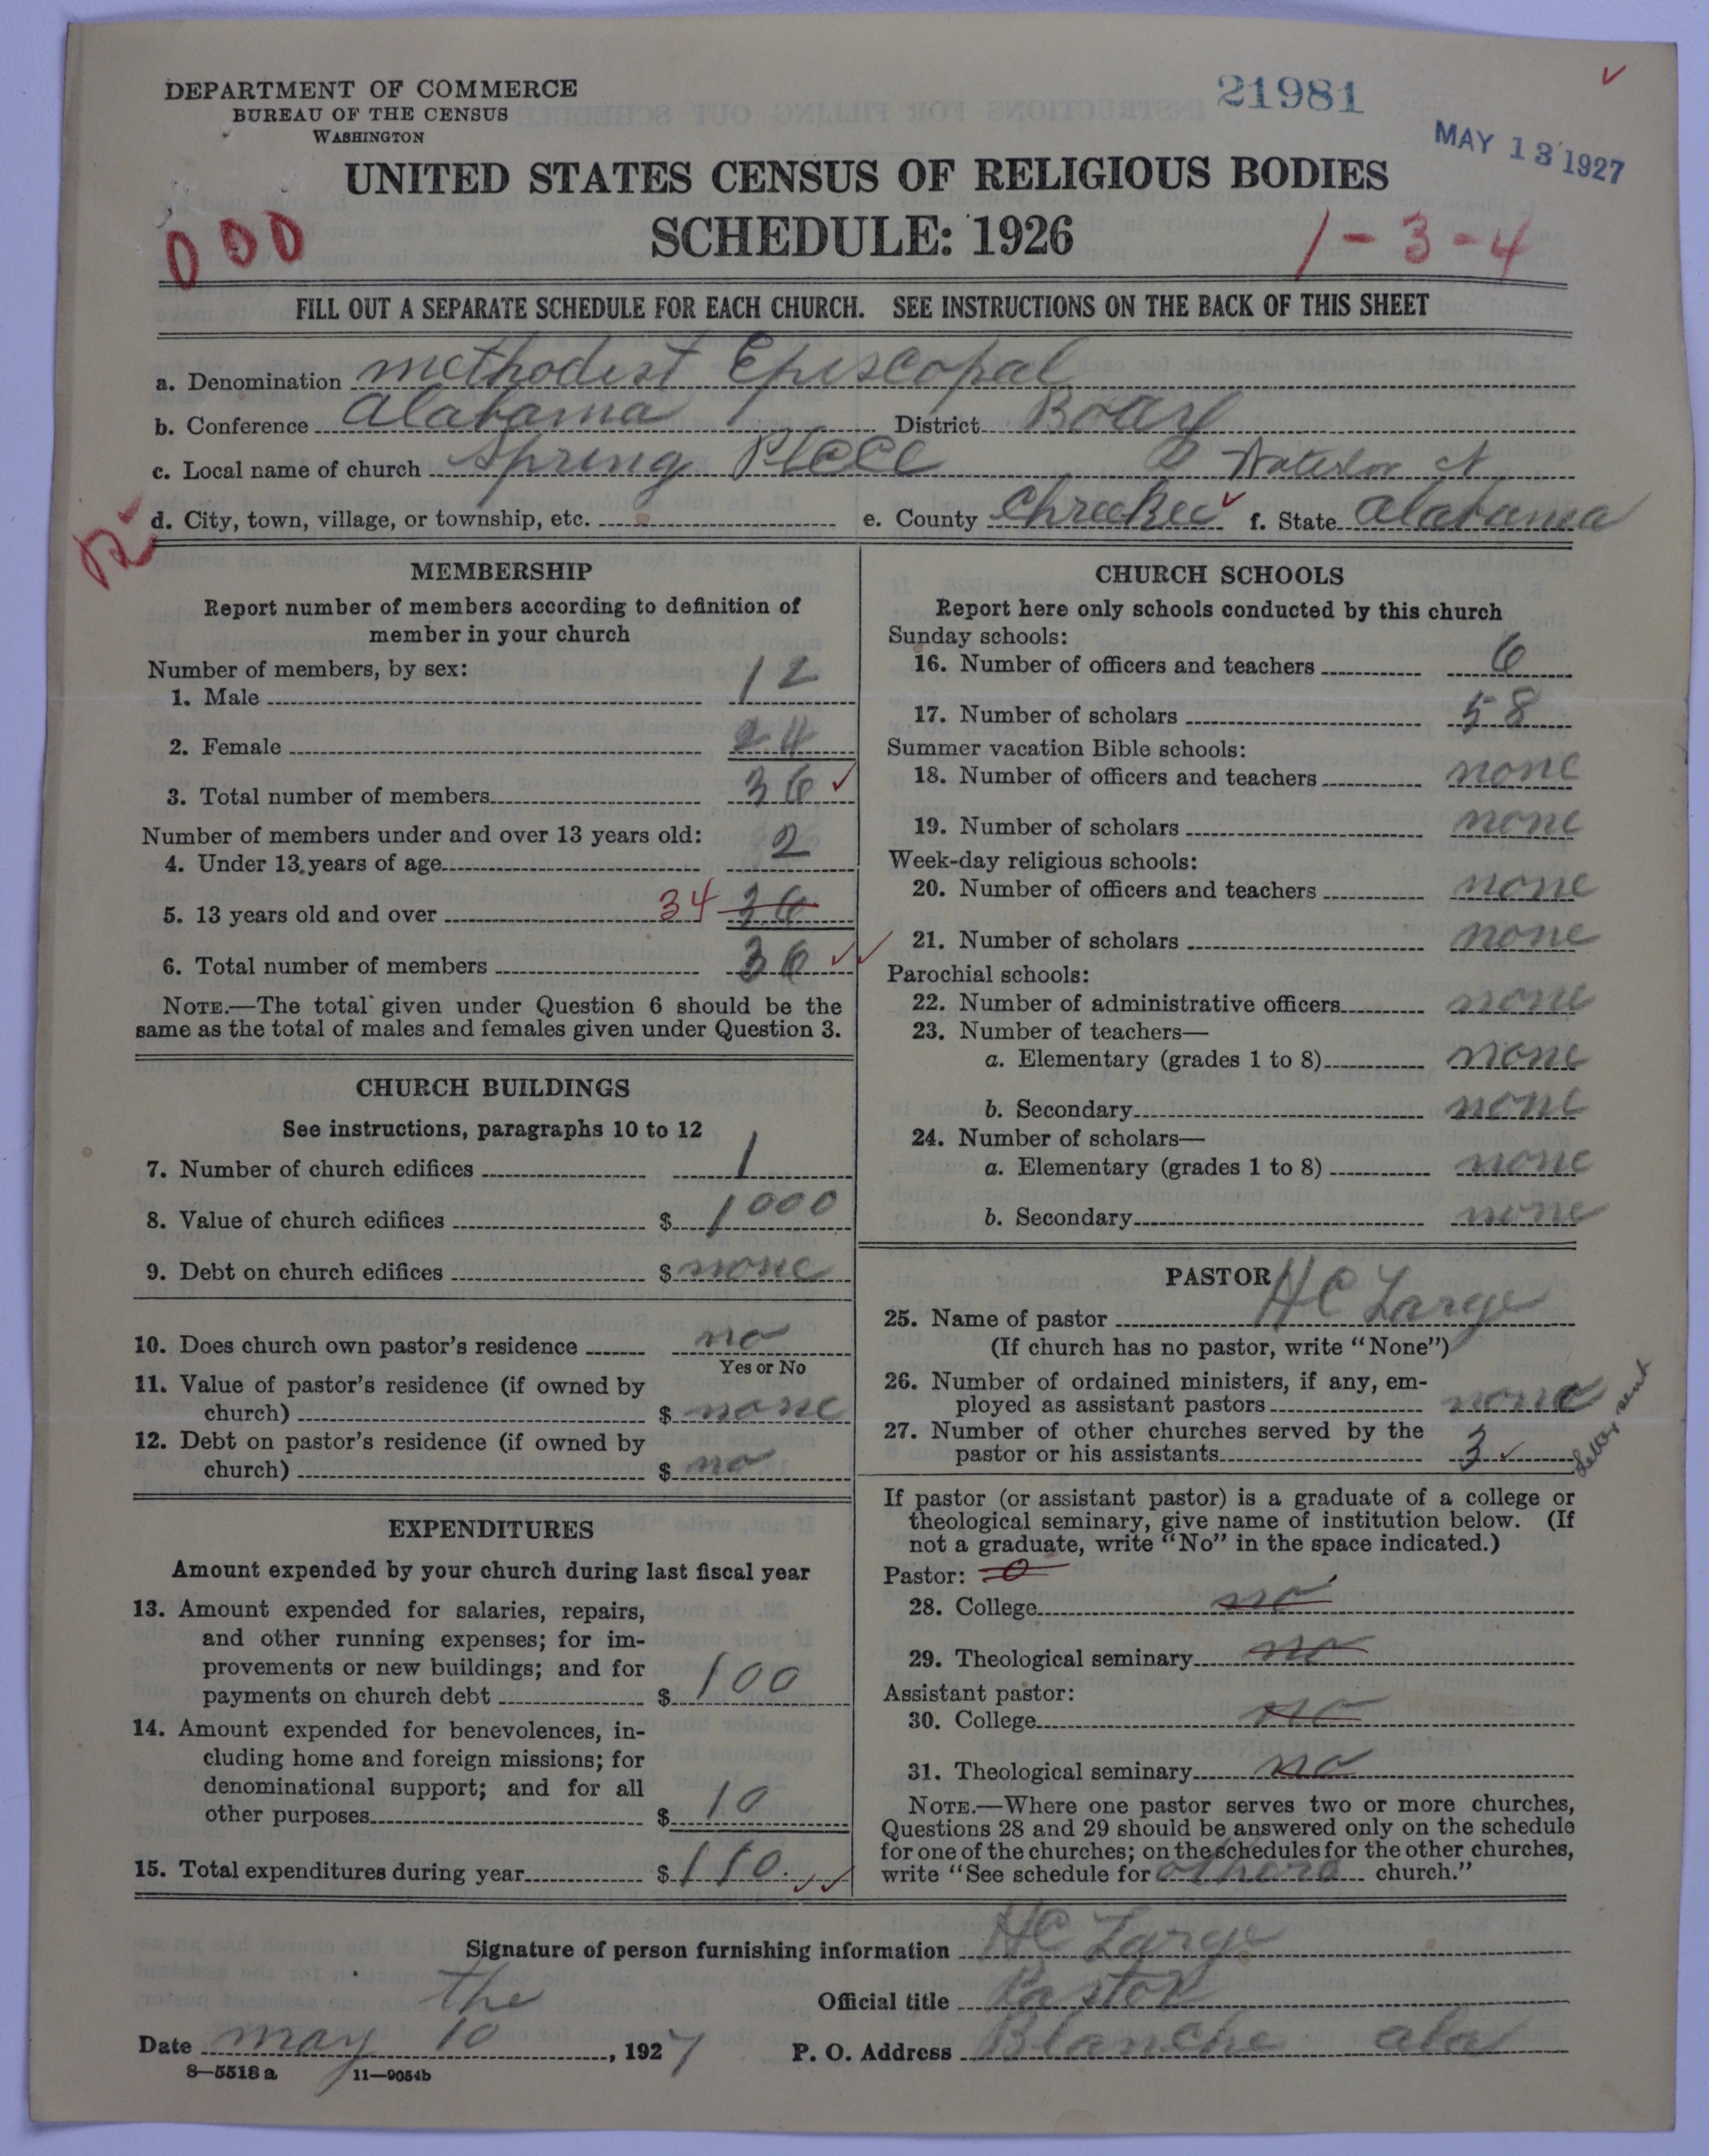 DEPARTMENT OF COMMERCE
BUREAU OF THE CENSUS
WASHINGTON
21981
MAY 13 1927
UNITED STATES CENSUS OF RELIGIOUS BODIES
SCHEDULE: 1926
000
1-3-4
FILL OUT A SEPARATE SCHEDULE FOR EACH CHURCH. SEE INSTRUCTIONS ON THE BACK OF THIS SHEET
a. Denomination methodist Episcopal
b. Conference alabama District Boaz
c. Local name of church Spring Place
d. City, town, village, or township, etc. e. County f. State alabama
MEMBERSHIP
Report number of members according to definition of
member in your church
Number of members, by sex:
1. Male 12
2. Female 24
3. Total number of members 36
Number of members under and over 13 years old:
4. Under 13 years of age 2
5. 13 years old and over 34 36
6. Total number of members 36
NOTE.—The total given under Question 6 should be the
same as the total of males and females given under Question 3.
CHURCH BUILDINGS
See instructions, paragraphs 10 to 12
7. Number of church edifices 1
8. Value of church edifices $ 1000
9. Debt on church edifices $ none
10. Does church own pastor's residence no
Yes or No
11. Value of pastor's residence (if owned by
church) $ none
12. Debt on pastor's residence (if owned by
church) $ no
EXPENDITURES
Amount expended by your church during last fiscal year
13. Amount expended for salaries, repairs,
and other running expenses; for im-
provements or new buildings; and for
payments on church debt $ 100
14. Amount expended for benevolences, in-
cluding home and foreign missions; for
denominational support; and for all
other purposes $ 10
15. Total expenditures during year $ 110.
CHURCH SCHOOLS
Report here only schools conducted by this church
Sunday schools:
16. Number of officers and teachers 6
17. Number of scholars 58
Summer vacation Bible schools:
18. Number of officers and teachers none
19. Number of scholars none
Week-day religious schools:
20. Number of officers and teachers none
21. Number of scholars none
Parochial schools:
22. Number of administrative officers none
23. Number of teachers—
a. Elementary (grades 1 to 8) none
b. Secondary none
24. Number of scholars—
a. Elementary (grades 1 to 8) none
b. Secondary none
PASTOR
25. Name of pastor HC Large
(If church has no pastor, write "None")
26. Number of ordained ministers, if any, em-
ployed as assistant pastors none
27. Number of other churches served by the
pastor or his assistants 3
Letter sent
If pastor (or assistant pastor) is a graduate of a college or
theological seminary, give name of institution below. (If
not a graduate, write "No" in the space indicated.)
Pastor: 0
28. College no
29. Theological seminary no
Assistant pastor:
30. College no
31. Theological seminary no
NOTE.—Where one pastor serves two or more churches,
Questions 28 and 29 should be answered only on the schedule
for one of the churches; on the schedules for the other churches,
write "See schedule for others church."
Signature of person furnishing information HC Large
Official title Pastor
the
Date may 10, 1927 P. O. Address Blanche ala
8—5518 a 11—9054b